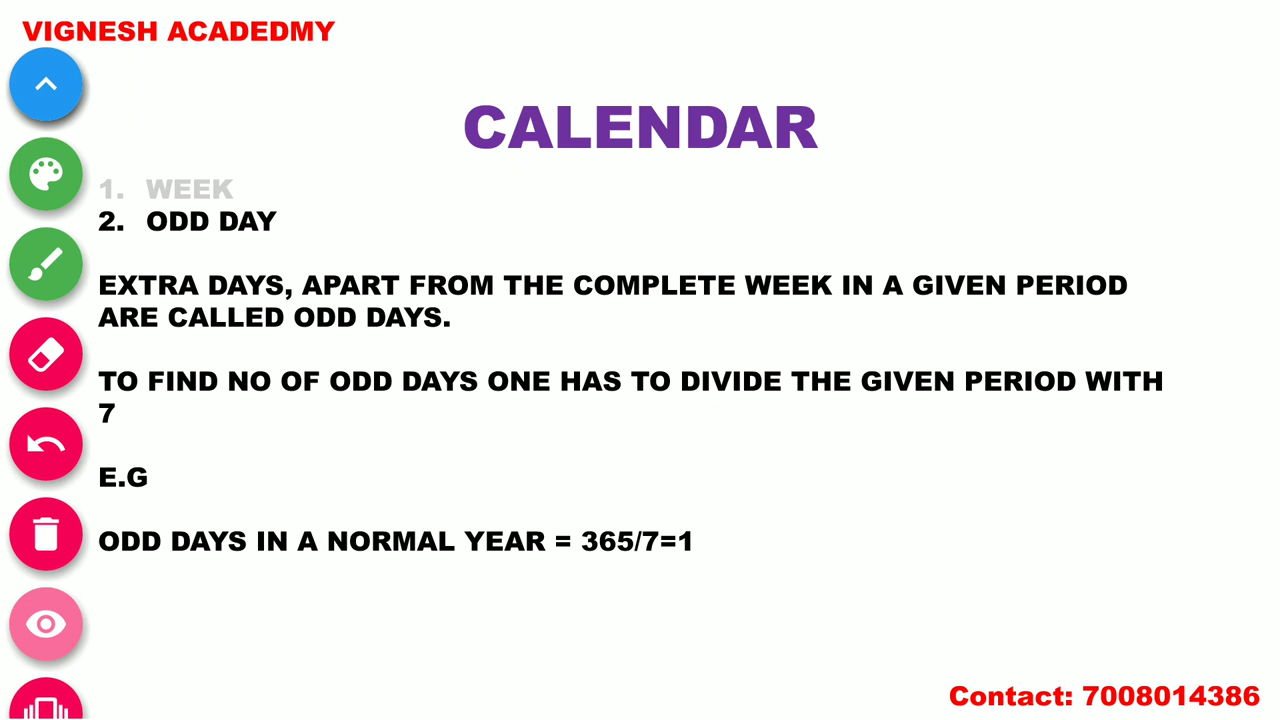 VIGNESH ACADEDMY
CALENDAR
1. WEEK
2. ODD DAY
EXTRA DAYS, APART FROM THE COMPLETE WEEK IN A GIVEN PERIOD
ARE CALLED ODD DAYS.
TO FIND NO OF ODD DAYS ONE HAS TO DIVIDE THE GIVEN PERIOD WITH
7
E.G
ODD DAYS IN A NORMAL YEAR = 365/7=1
Contact: 7008014386